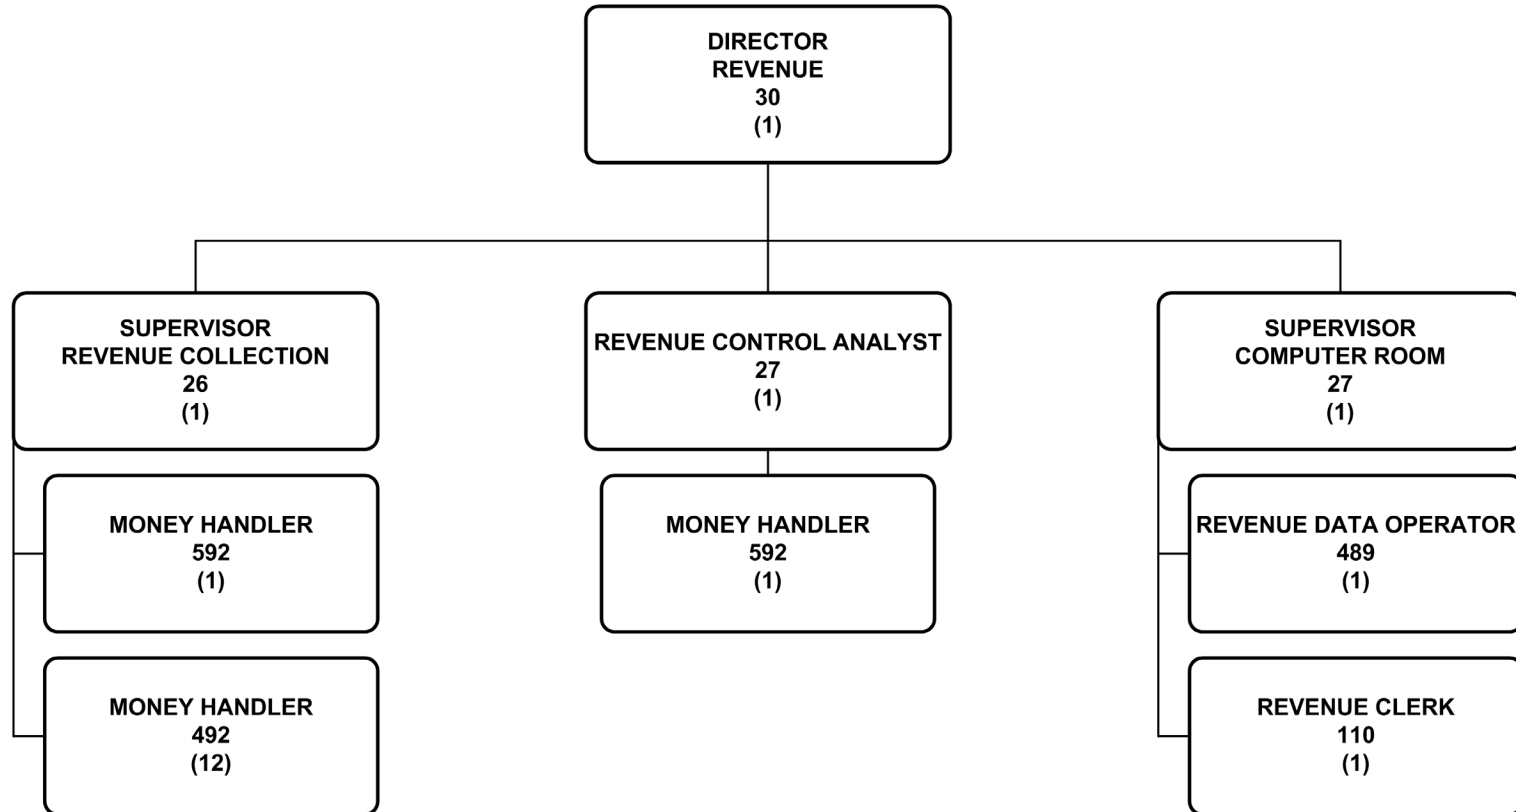 DIRECTOR
REVENUE
30
(1)
SUPERVISOR
REVENUE COLLECTION
26
(1)
REVENUE CONTROL ANALYST
27
(1)
SUPERVISOR
COMPUTER ROOM
27
(1)
MONEY HANDLER
592
(1)
MONEY HANDLER
592
(1)
REVENUE DATA OPERATOR
489
(1)
MONEY HANDLER
492
(12)
REVENUE CLERK
110
(1)